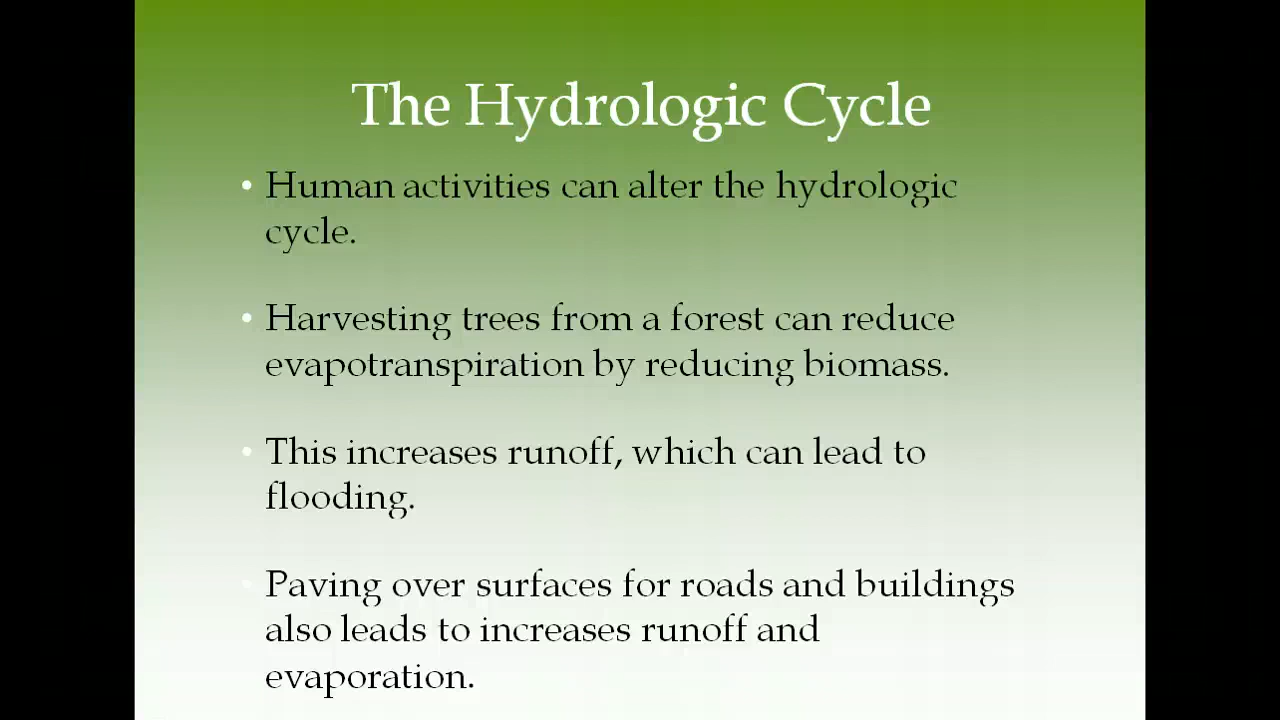 The Hydrologic Cycle
• Human activities can alter the hydrologic
cycle.
• Harvesting trees from a forest can reduce
evapotranspiration by reducing biomass.
• This increases runoff, which can lead to
flooding.
• Paving over surfaces for roads and buildings
also leads to increases runoff and
evaporation.